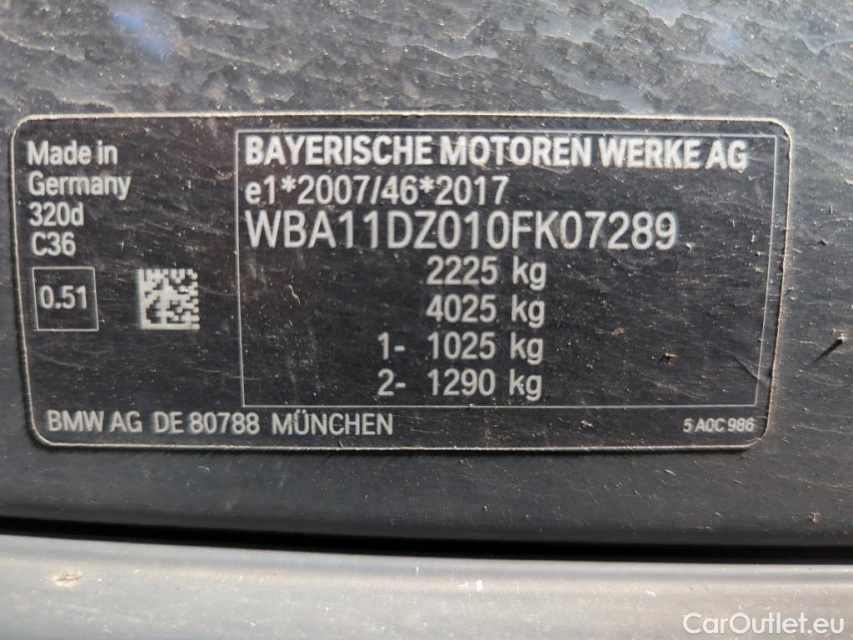 Made in
Germany
320d
C36
0.51
BAYERISCHE MOTOREN WERKE AG
e1*2007/46*2017
WBA11DZ010FK07289
2225 kg
4025 kg
1- 1025 kg
2- 1290 kg
BMW AG DE 80788 MÜNCHEN
5 A0C 986
CarOutlet.eu